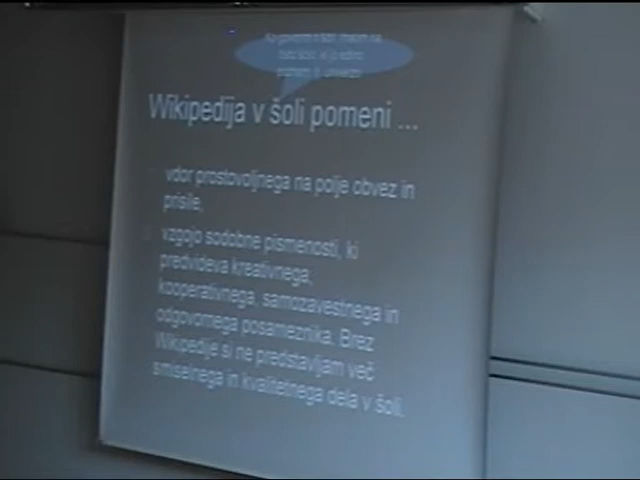 Wikipedija v šoli pomeni ...
vdor prostovoljnega na polje obvez in
prisile,
vzgojo sodobne pismenosti, ki
predvideva kreativnega,
kooperativnega, samozavestnega in
odgovornega posameznika. Brez
Wikipedije si ne predstavljam več
smiselnega in kvalitetnega dela v šoli.